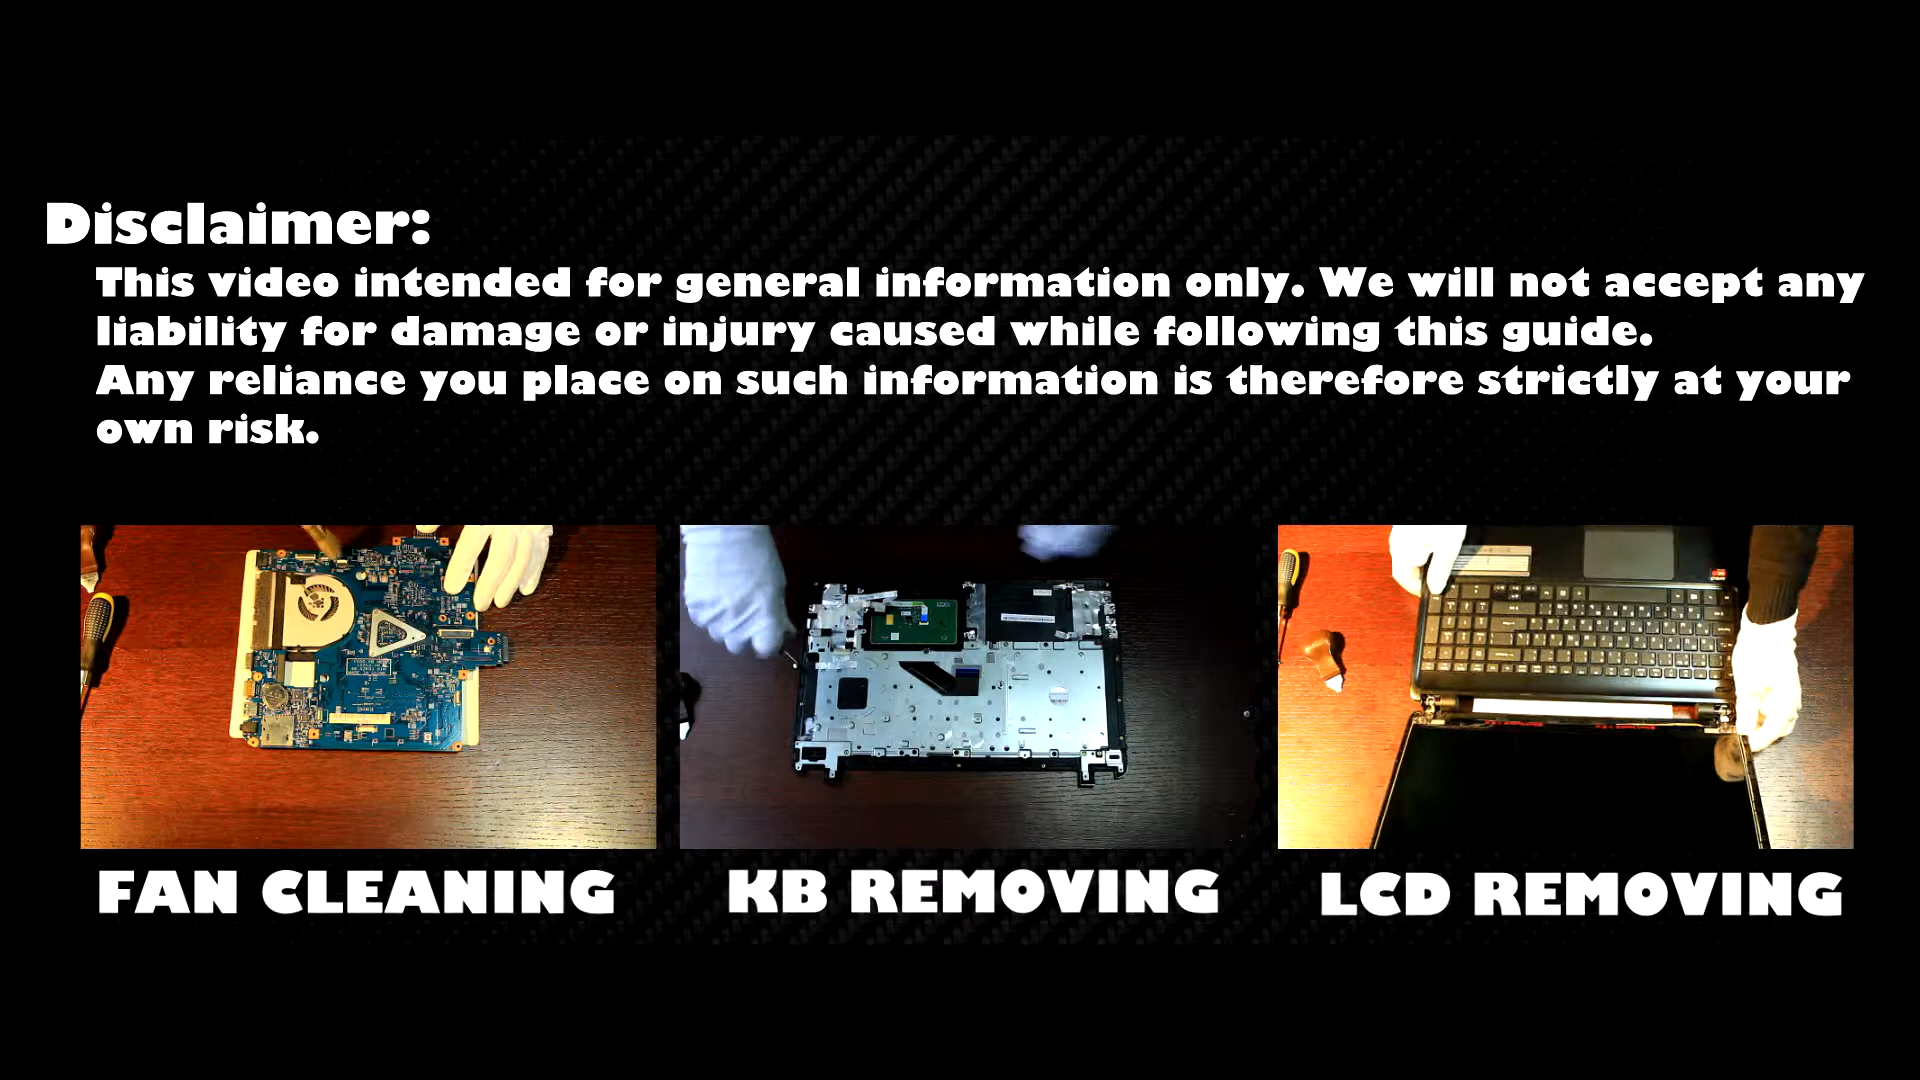 Disclaimer:
This video intended for general information only. We will not accept any
liability for damage or injury caused while following this guide.
Any reliance you place on such information is therefore strictly at your
own risk.
FAN CLEANING
KB REMOVING
LCD REMOVING